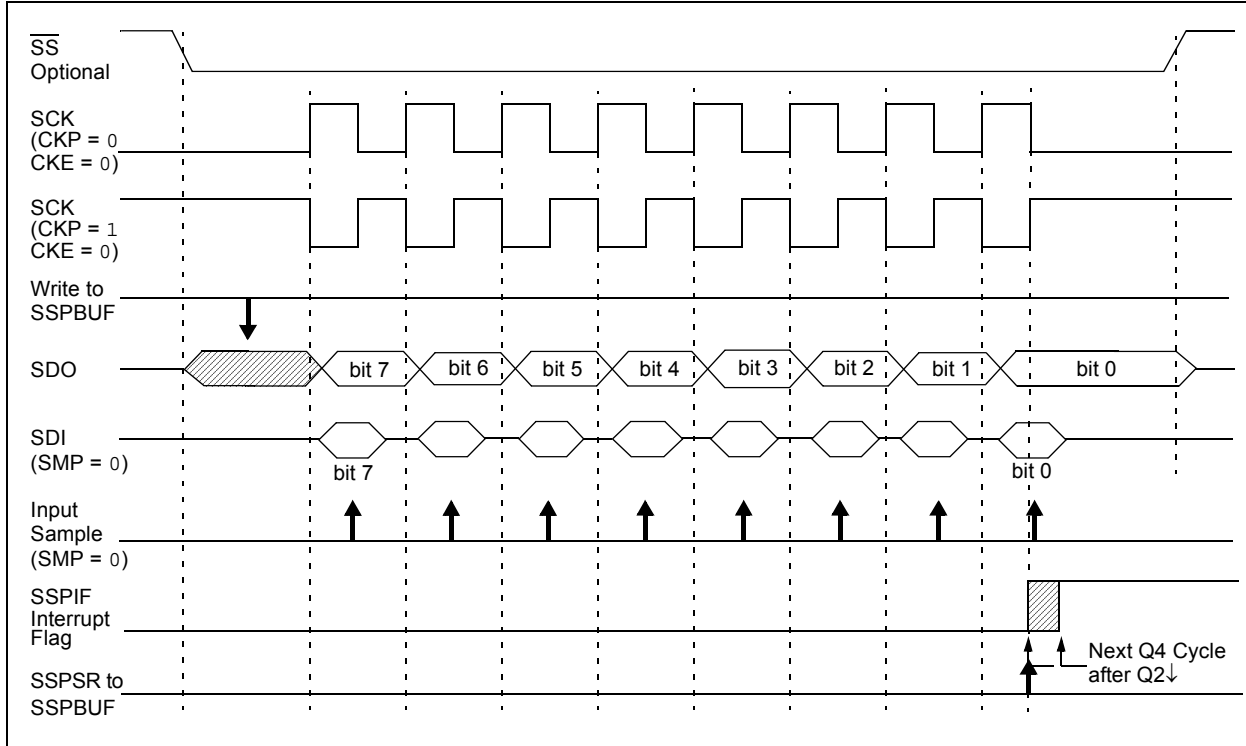 SS
Optional
SCK
(CKP = 0
CKE = 0)
SCK
(CKP = 1
CKE = 0)
Write to
SSPBUF
SDO
bit 7
bit 6
bit 5
bit 4
bit 3
bit 2
bit 1
bit 0
SDI
(SMP = 0)
bit 7
bit 0
Input
Sample
(SMP = 0)
SSPIF
Interrupt
Flag
Next Q4 Cycle
after Q2↓
SSPSR to
SSPBUF